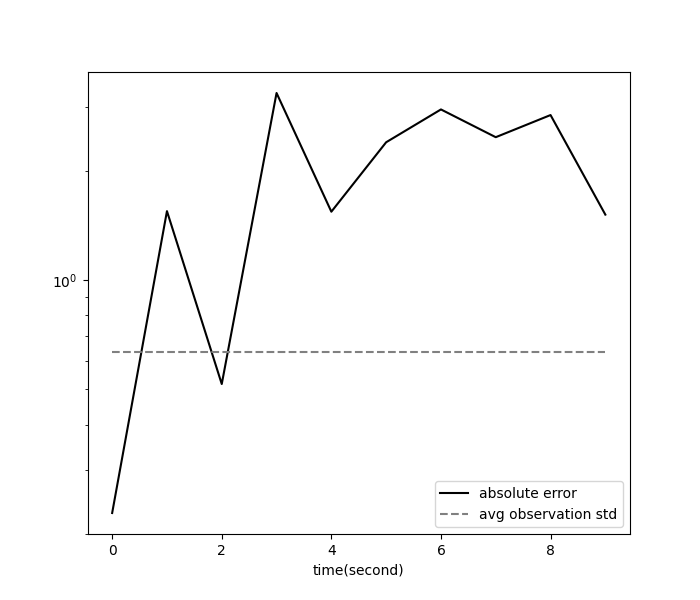 10⁰
0 2 4 6 8
time(second)
absolute error
avg observation std